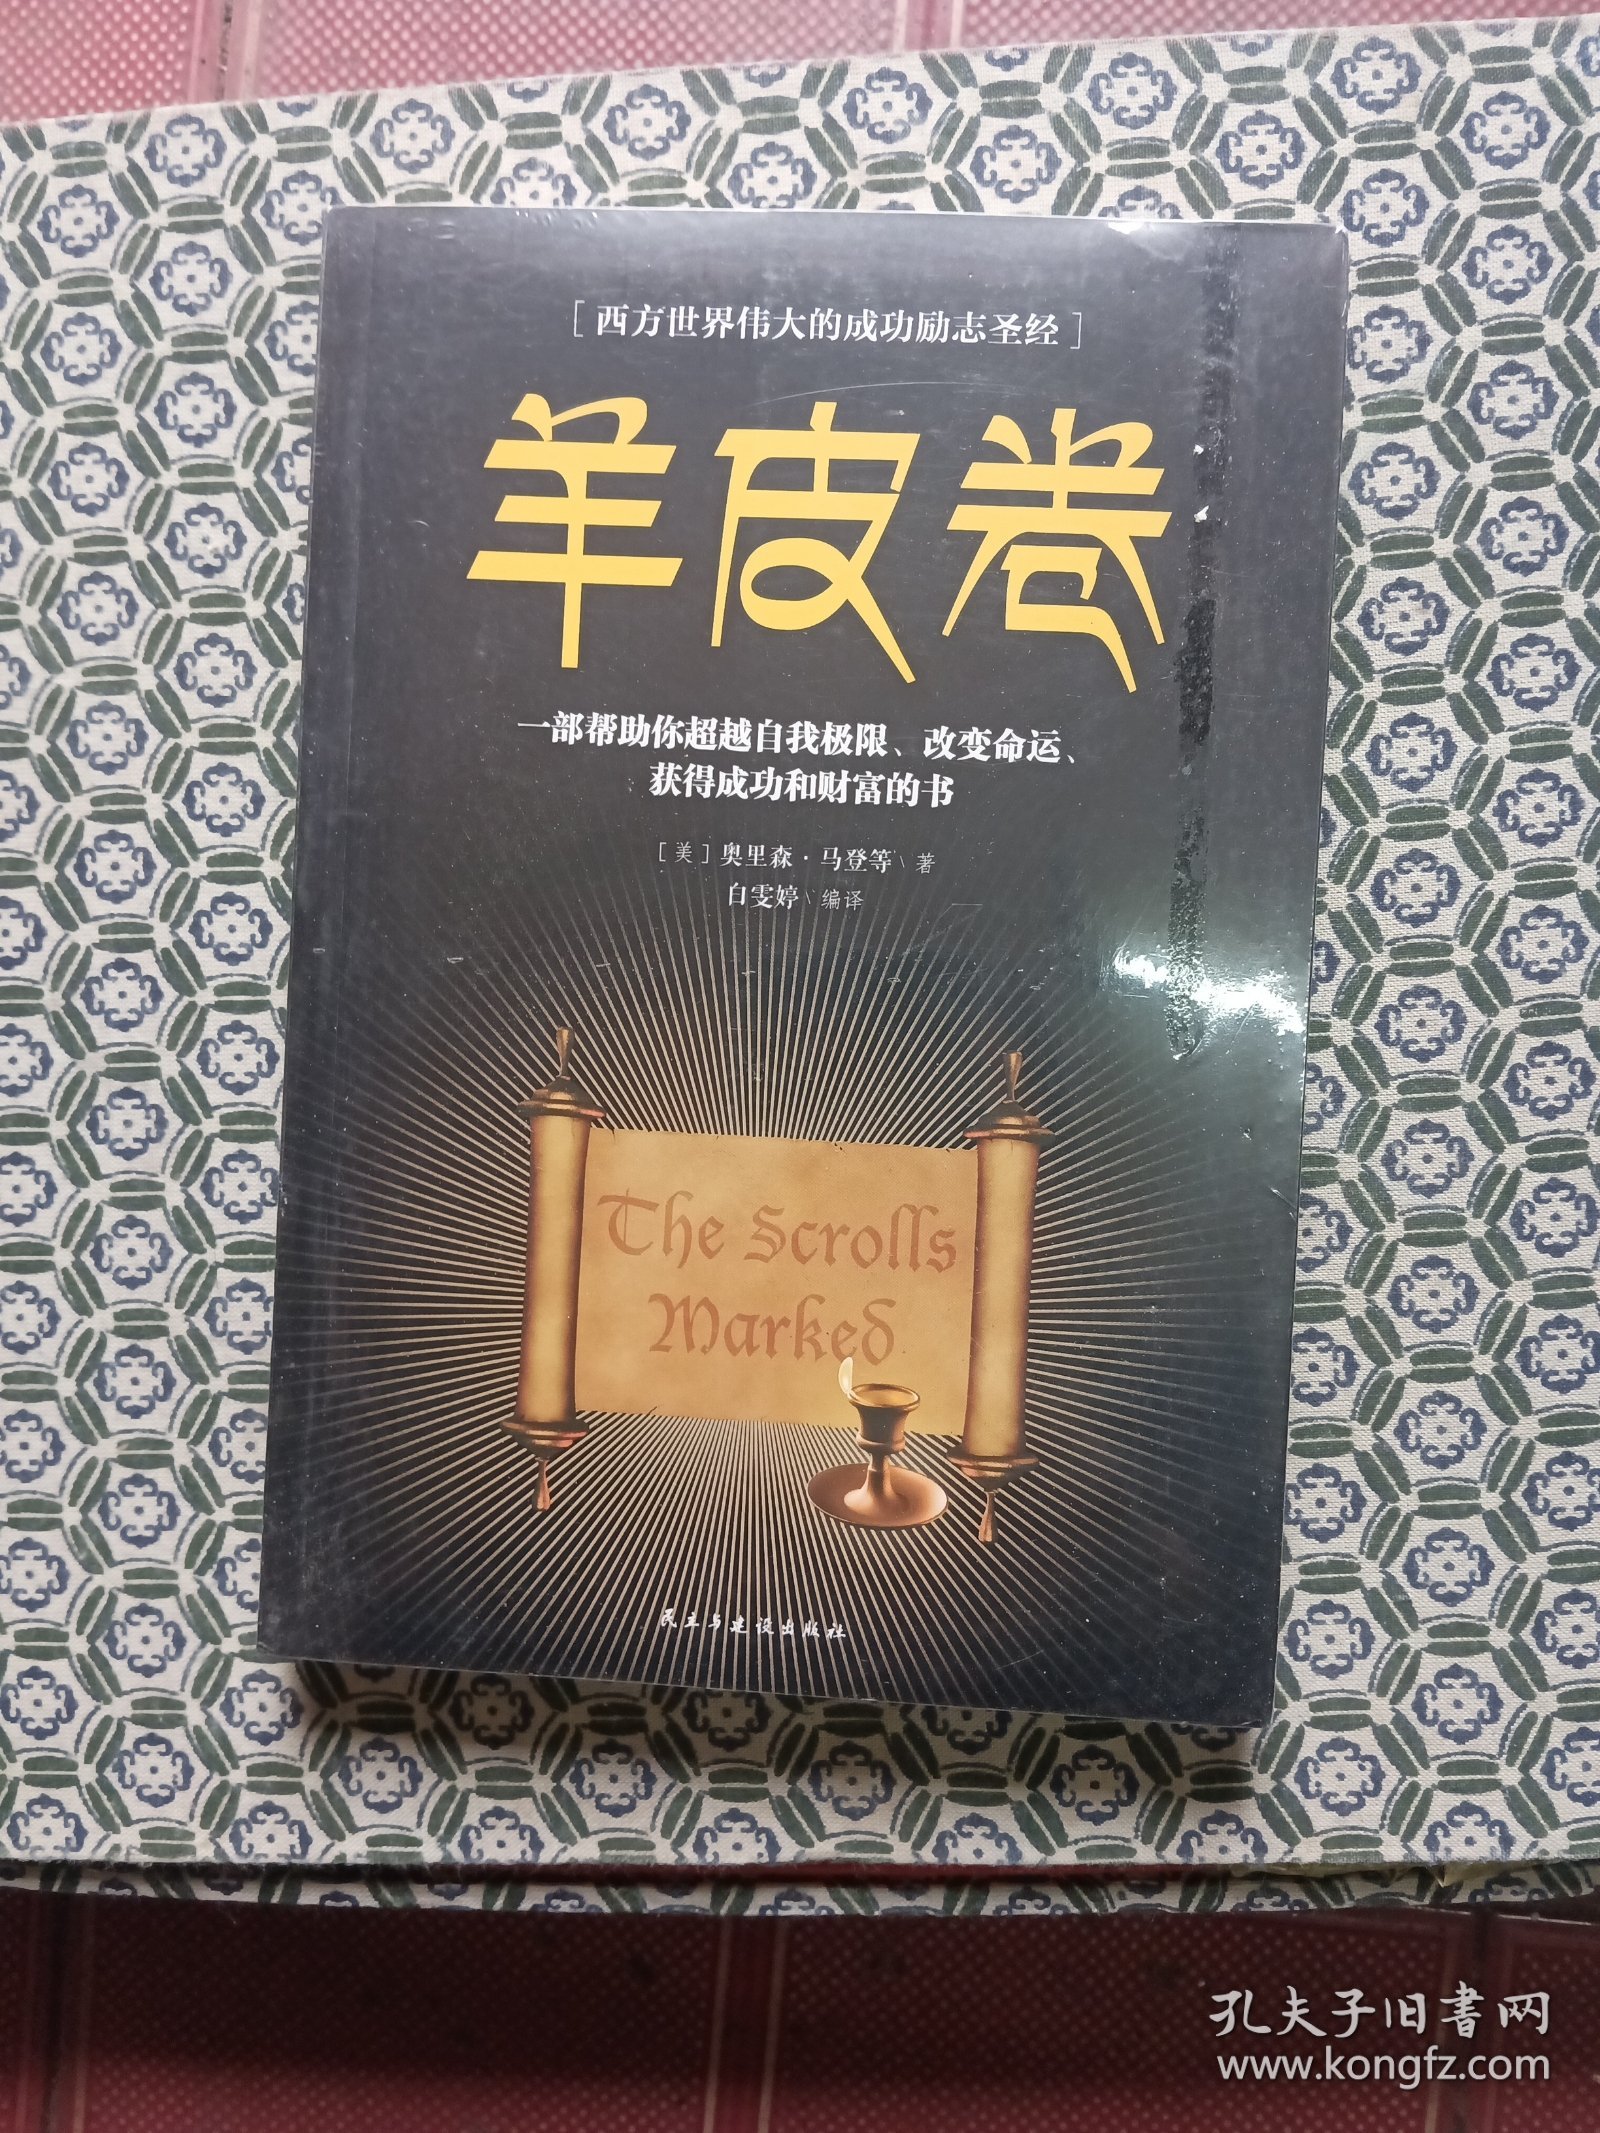 [ 西方世界伟大的成功励志圣经 ]
羊皮卷
一部帮助你超越自我极限、改变命运、
获得成功和财富的书
[ 美 ] 奥里森·马登等 \ 著
白雯婷 \ 编译
The Scrolls
Marked
民主与建设出版社
孔夫子旧書网
www.kongfz.com